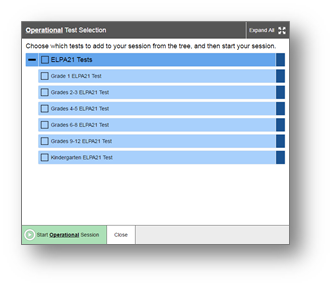 Operational Test Selection
Expand All
Choose which tests to add to your session from the tree, and then start your session.
ELPA21 Tests
Grade 1 ELPA21 Test
Grades 2-3 ELPA21 Test
Grades 4-5 ELPA21 Test
Grades 6-8 ELPA21 Test
Grades 9-12 ELPA21 Test
Kindergarten ELPA21 Test
Start Operational Session
Close